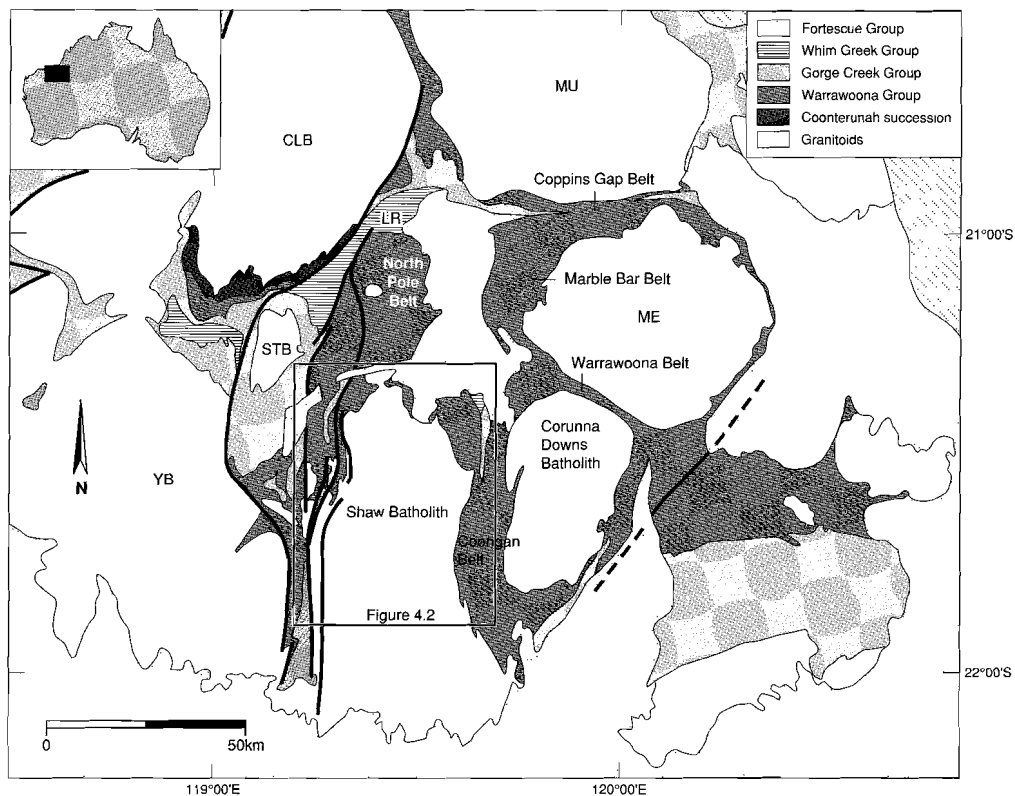 Fortescue Group
Whim Greek Group
Gorge Creek Group
Warrawoona Group
Coonterunah succession
Granitoids
MU
CLB
Coppins Gap Belt
LR
21°00'S
North
Pole
Belt
Marble Bar Belt
ME
STB
Warrawoona Belt
Corunna
Downs
Batholith
N
YB
Shaw Batholith
Coongan
Belt
Figure 4.2
22°00'S
0
50km
119°00'E
120°00'E